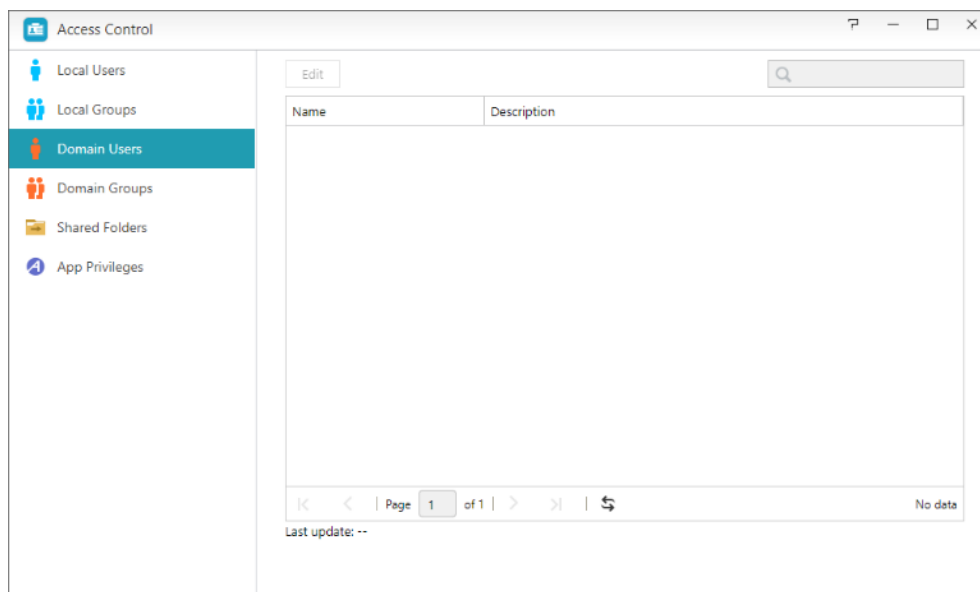 Access Control
Local Users
Local Groups
Domain Users
Domain Groups
Shared Folders
App Privileges
Edit
Name Description
Page 1 of 1 No data
Last update: --